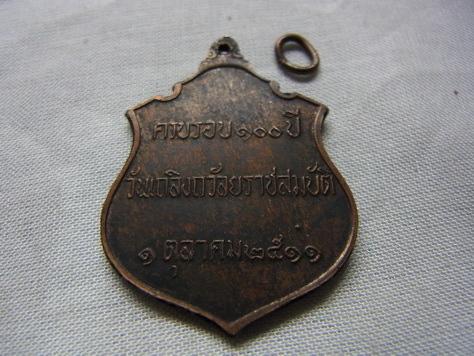 ครบรอบ๑๐๐ปี
วันเถลิงถวัลยราชสมบัติ
๑ ตุลาคม๒๕๑๑